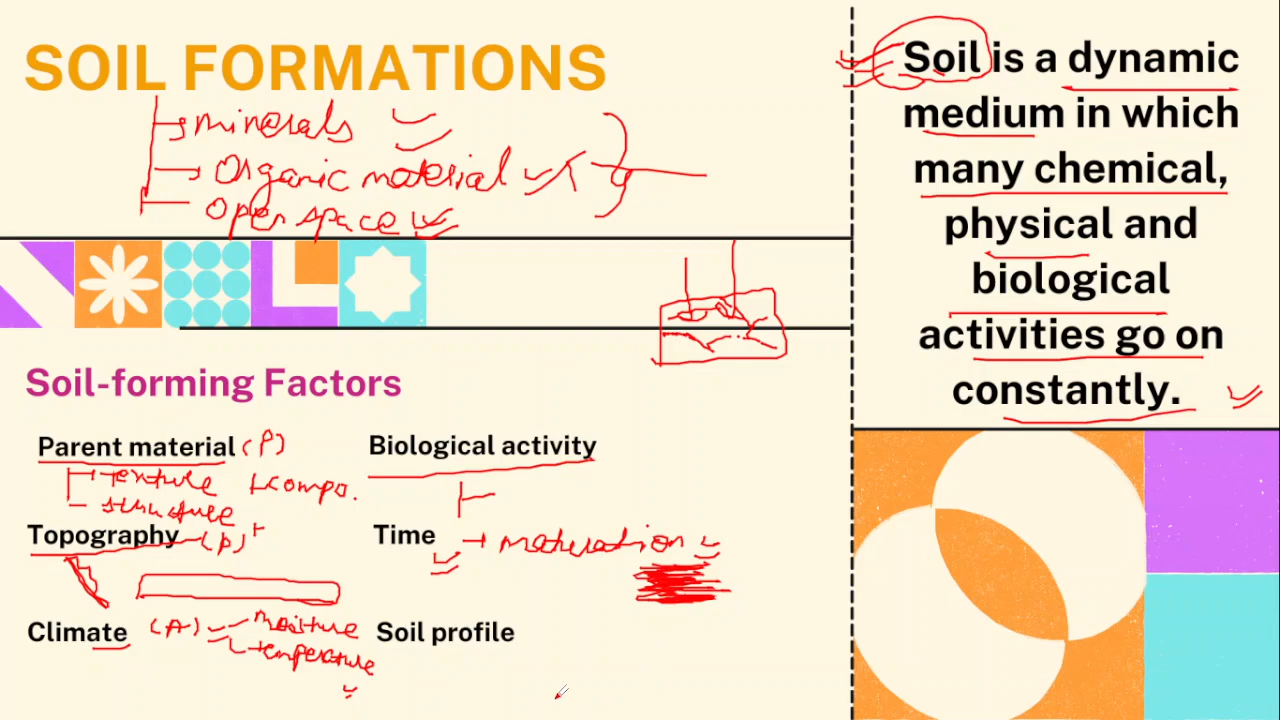 SOIL FORMATIONS
minerals
Organic material
Open space
Soil is a dynamic
medium in which
many chemical,
physical and
biological
activities go on
constantly.
Soil-forming Factors
Parent material (P)
texture
compo.
structure
Topography (P)
Climate (A) moisture
temperature
Biological activity
Time → maturation
Soil profile